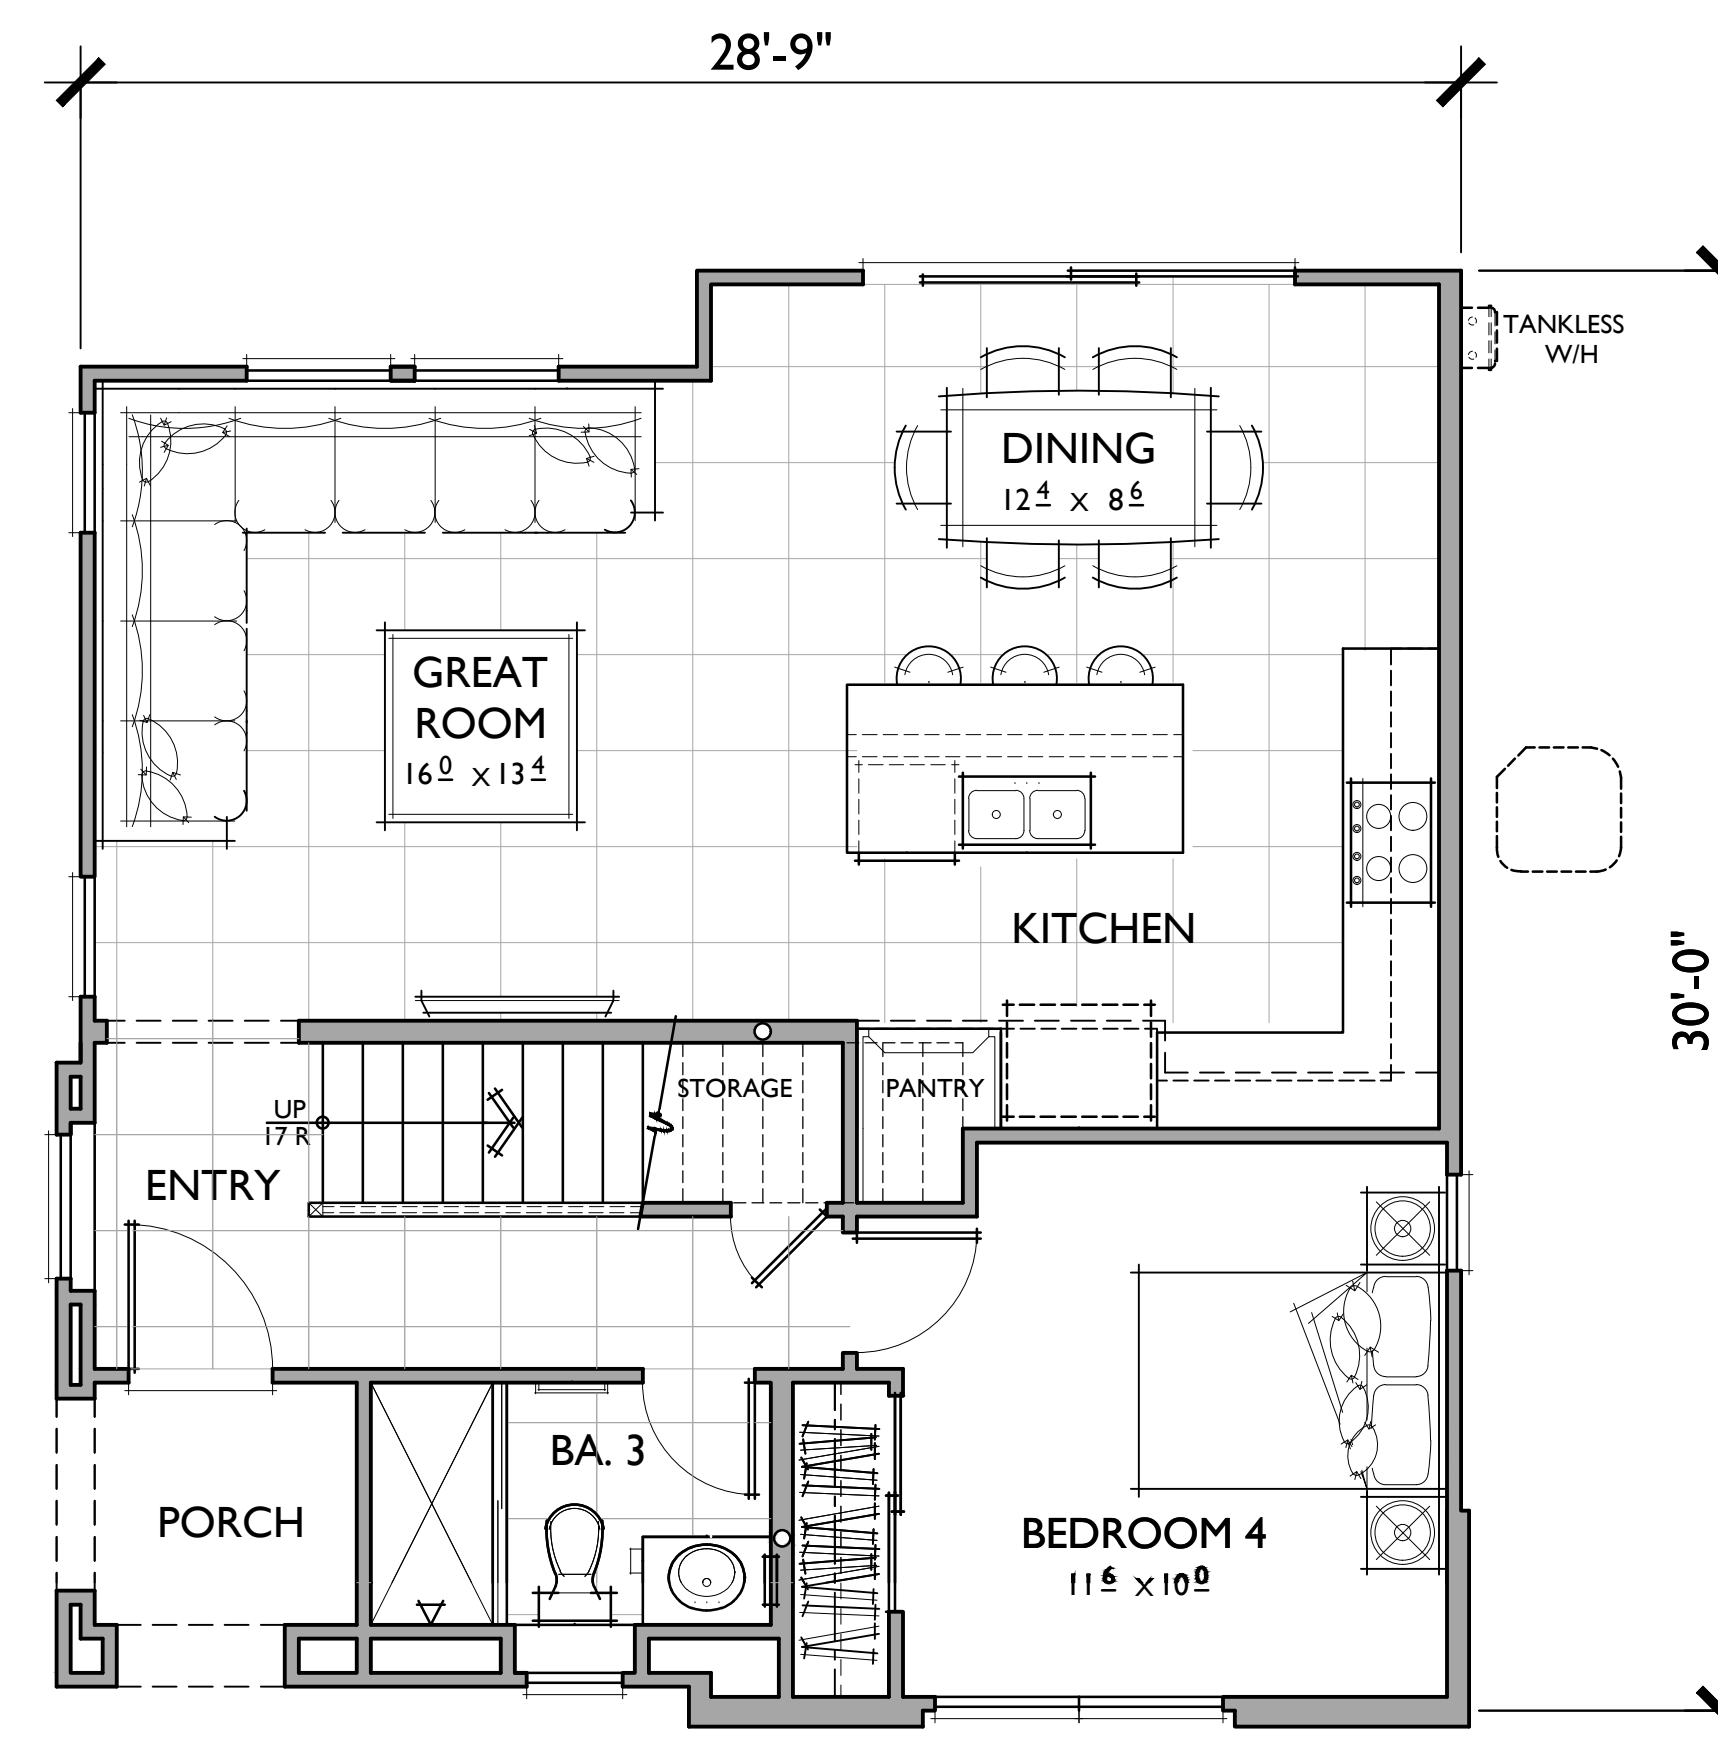 28'-9"
TANKLESS
W/H
DINING
12 4 X 8 6
GREAT
ROOM
16 0 X 13 4
KITCHEN
30'-0"
STORAGE
PANTRY
UP
17 R
ENTRY
BA. 3
PORCH
BEDROOM 4
11 6 X 10 0